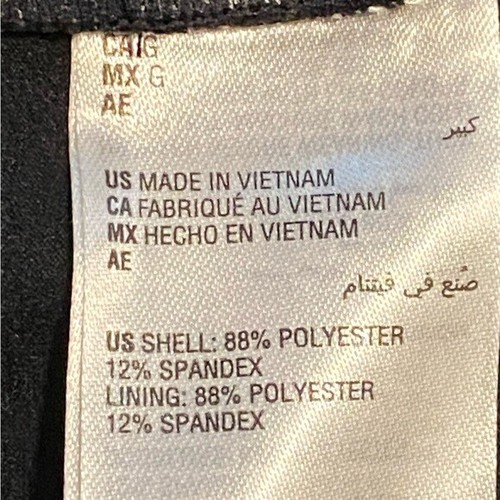 CA G
MX G
AE
كبير
US MADE IN VIETNAM
CA FABRIQUÉ AU VIETNAM
MX HECHO EN VIETNAM
AE
صُنع في فيتنام
US SHELL: 88% POLYESTER
12% SPANDEX
LINING: 88% POLYESTER
12% SPANDEX